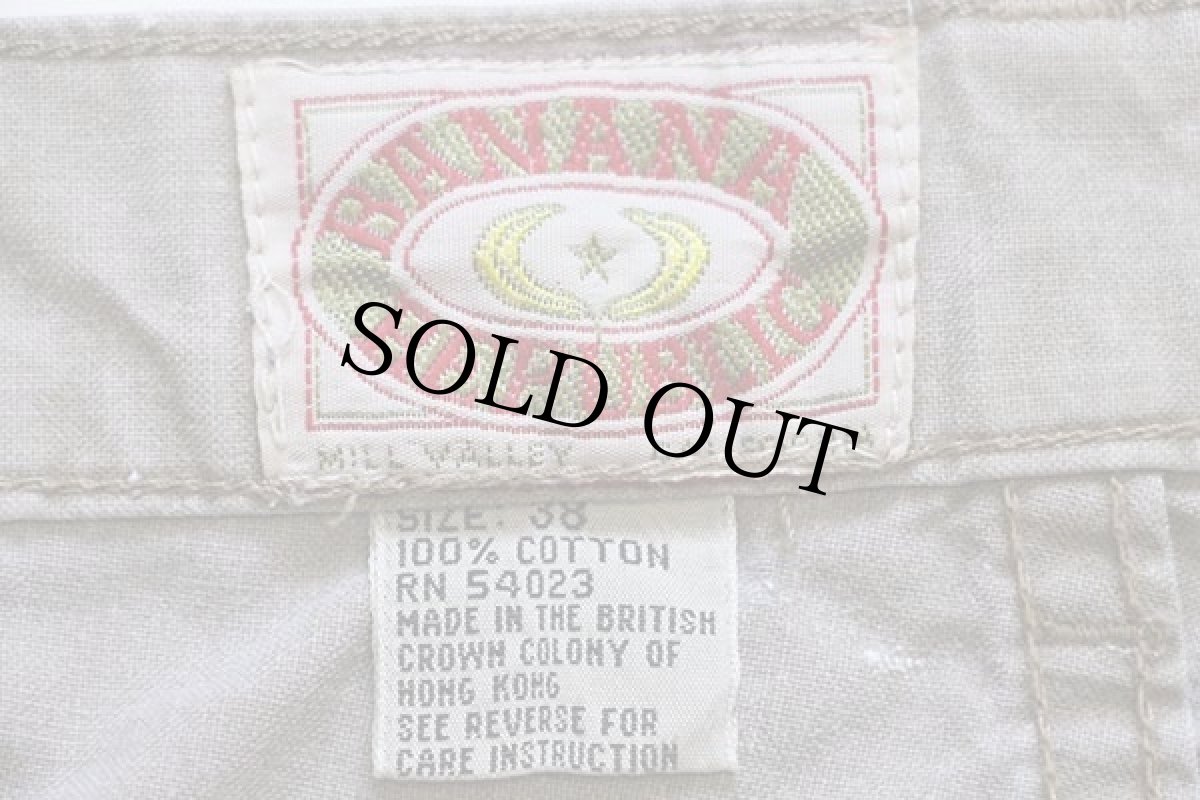 BANANA
REPUBLIC
SOLD OUT
MILL VALLEY
SIZE: 38
100% COTTON
RN 54023
MADE IN THE BRITISH
CROWN COLONY OF
HONG KONG
SEE REVERSE FOR
CARE INSTRUCTION